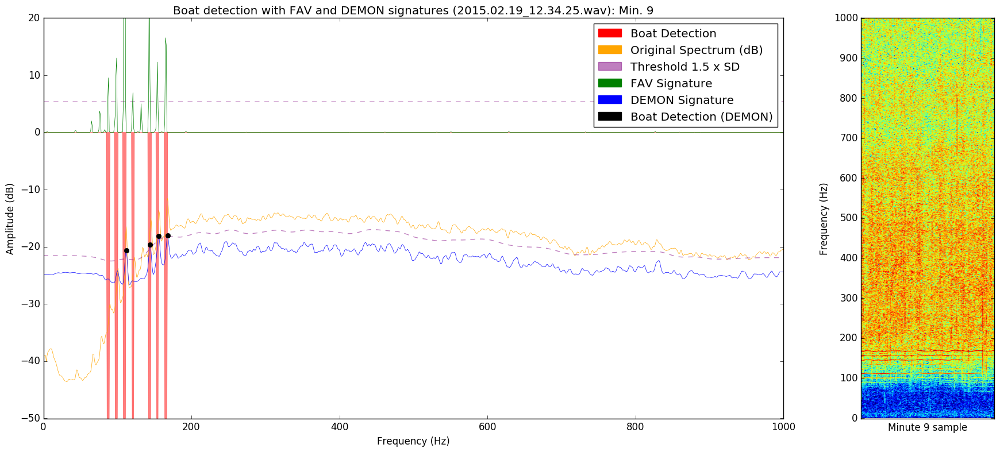 Boat detection with FAV and DEMON signatures (2015.02.19_12.34.25.wav): Min. 9
Boat Detection
Original Spectrum (dB)
Threshold 1.5 x SD
FAV Signature
DEMON Signature
Boat Detection (DEMON)
Amplitude (dB)
20
10
0
−10
−20
−30
−40
−50
0
200
400
600
800
1000
Frequency (Hz)
Frequency (Hz)
1000
900
800
700
600
500
400
300
200
100
0
Minute 9 sample